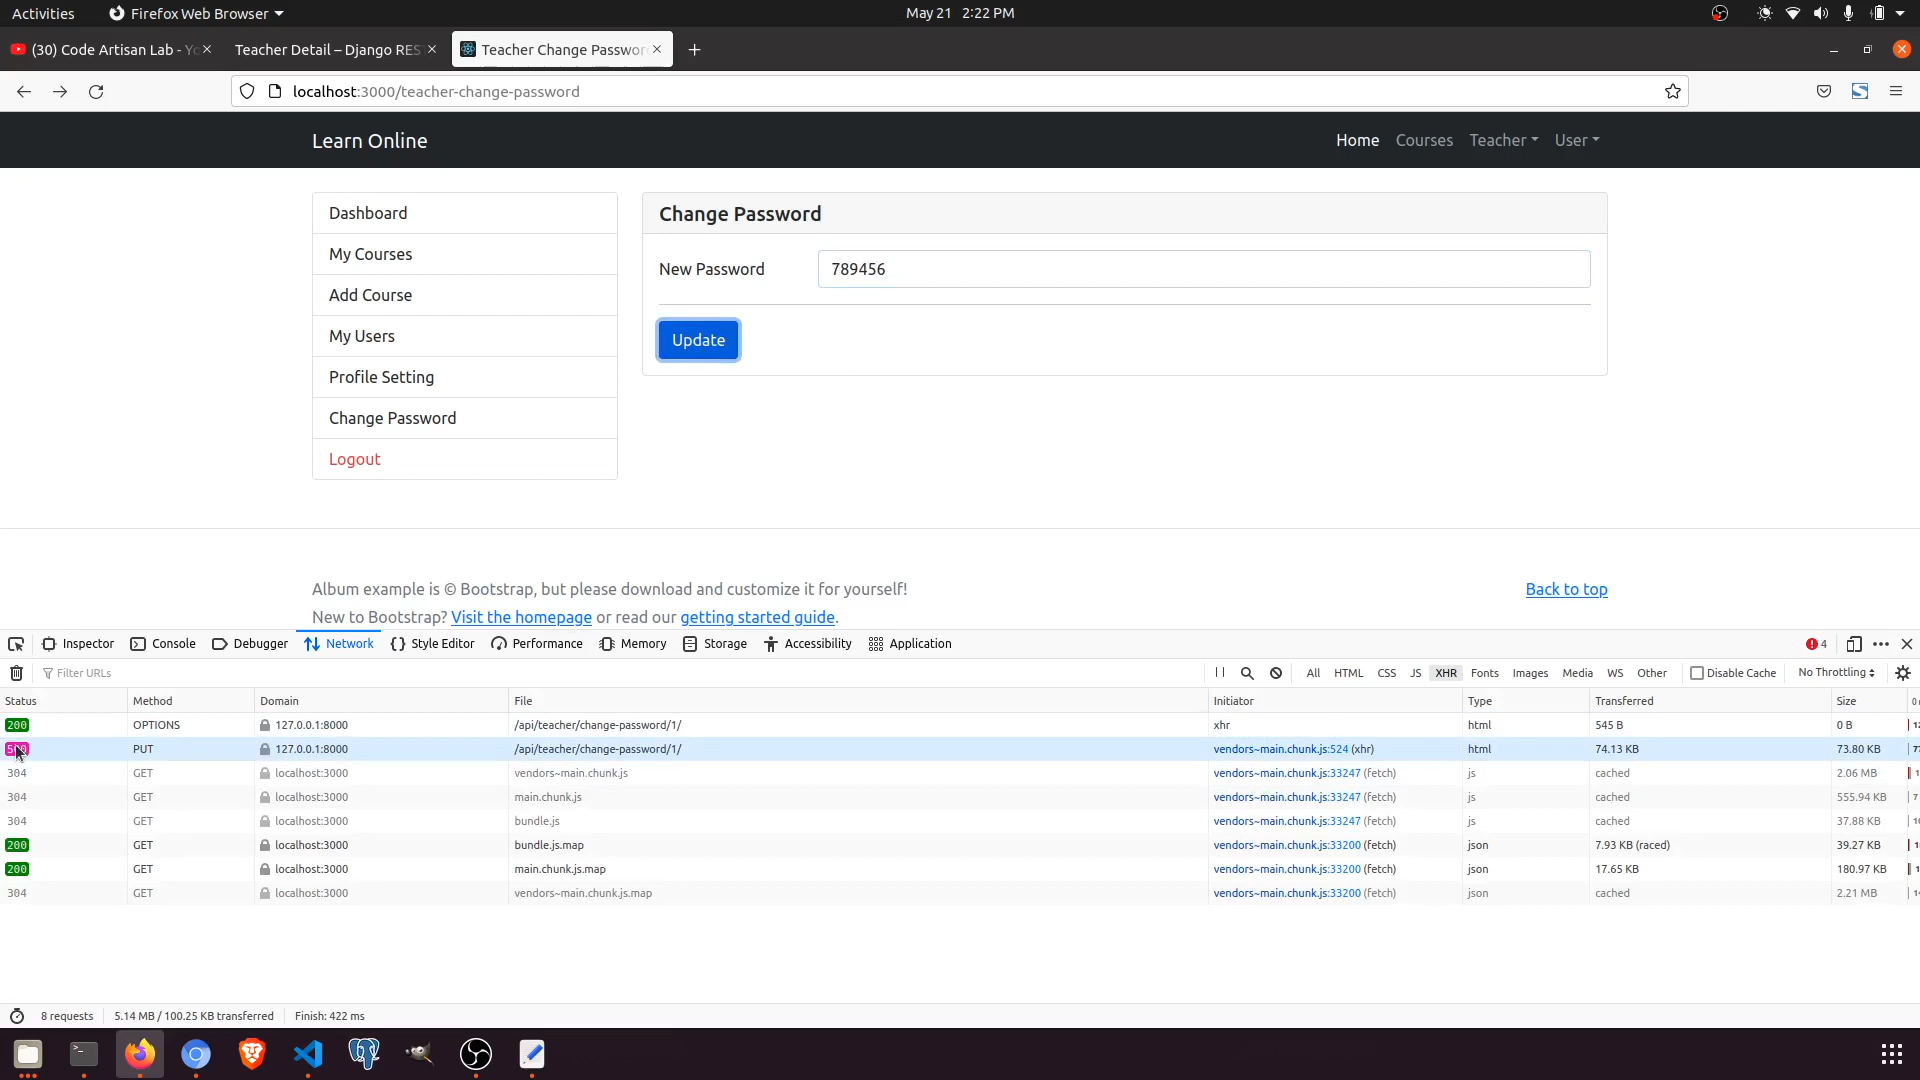 Activities
Firefox Web Browser
May 21 2:22 PM
(30) Code Artisan Lab - Yo
Teacher Detail – Django RES
Teacher Change Passwor
localhost:3000/teacher-change-password
Learn Online
Home
Courses
Teacher
User
Dashboard
My Courses
Add Course
My Users
Profile Setting
Change Password
Logout
Change Password
New Password
789456
Update
Album example is © Bootstrap, but please download and customize it for yourself!
Back to top
New to Bootstrap? Visit the homepage or read our getting started guide.
Inspector
Console
Debugger
Network
Style Editor
Performance
Memory
Storage
Accessibility
Application
4
Filter URLs
All
HTML
CSS
JS
XHR
Fonts
Images
Media
WS
Other
Disable Cache
No Throttling
Status Method Domain File Initiator Type Transferred Size
200 OPTIONS 127.0.0.1:8000 /api/teacher/change-password/1/ xhr html 545 B 0 B
PUT 127.0.0.1:8000 /api/teacher/change-password/1/ vendors~main.chunk.js:524 (xhr) html 74.13 KB 73.80 KB
304 GET localhost:3000 vendors~main.chunk.js vendors~main.chunk.js:33247 (fetch) js cached 2.06 MB
304 GET localhost:3000 main.chunk.js vendors~main.chunk.js:33247 (fetch) js cached 555.94 KB
304 GET localhost:3000 bundle.js vendors~main.chunk.js:33247 (fetch) js cached 37.88 KB
200 GET localhost:3000 bundle.js.map vendors~main.chunk.js:33200 (fetch) json 7.93 KB (raced) 39.27 KB
200 GET localhost:3000 main.chunk.js.map vendors~main.chunk.js:33200 (fetch) json 17.65 KB 180.97 KB
304 GET localhost:3000 vendors~main.chunk.js.map vendors~main.chunk.js:33200 (fetch) json cached 2.21 MB
8 requests
5.14 MB / 100.25 KB transferred
Finish: 422 ms